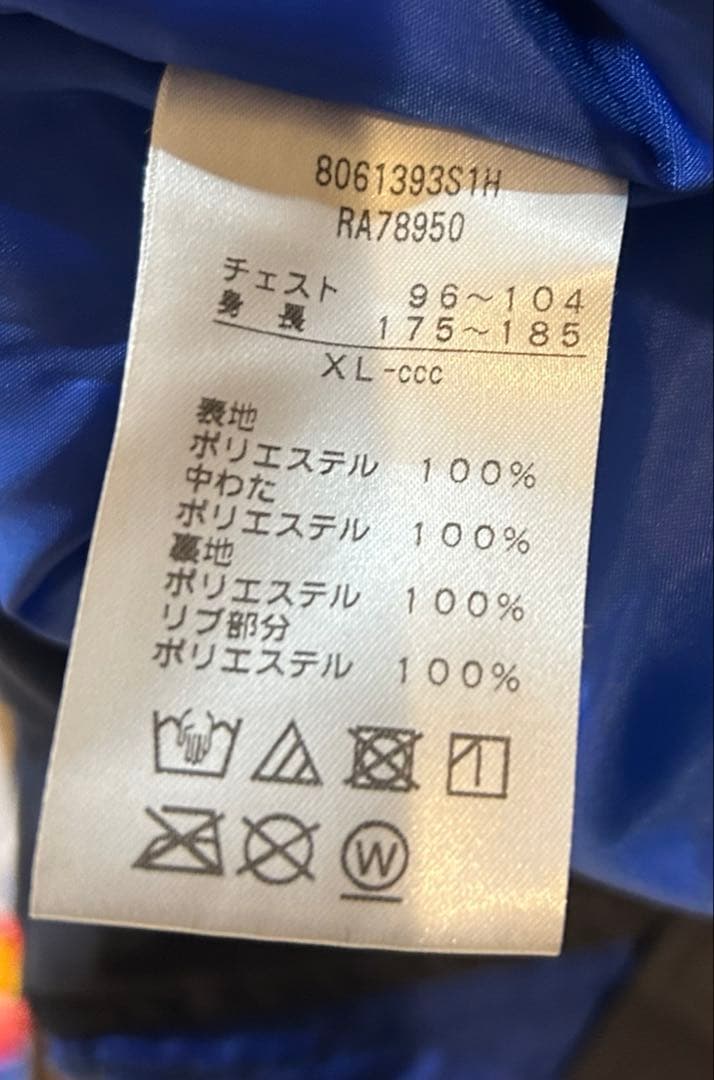 8061393S1H
RA78950
チェスト 96～104
身長 175～185
XL-ccc
表地
ポリエステル 100%
中わた
ポリエステル 100%
裏地
ポリエステル 100%
リブ部分
ポリエステル 100%
W